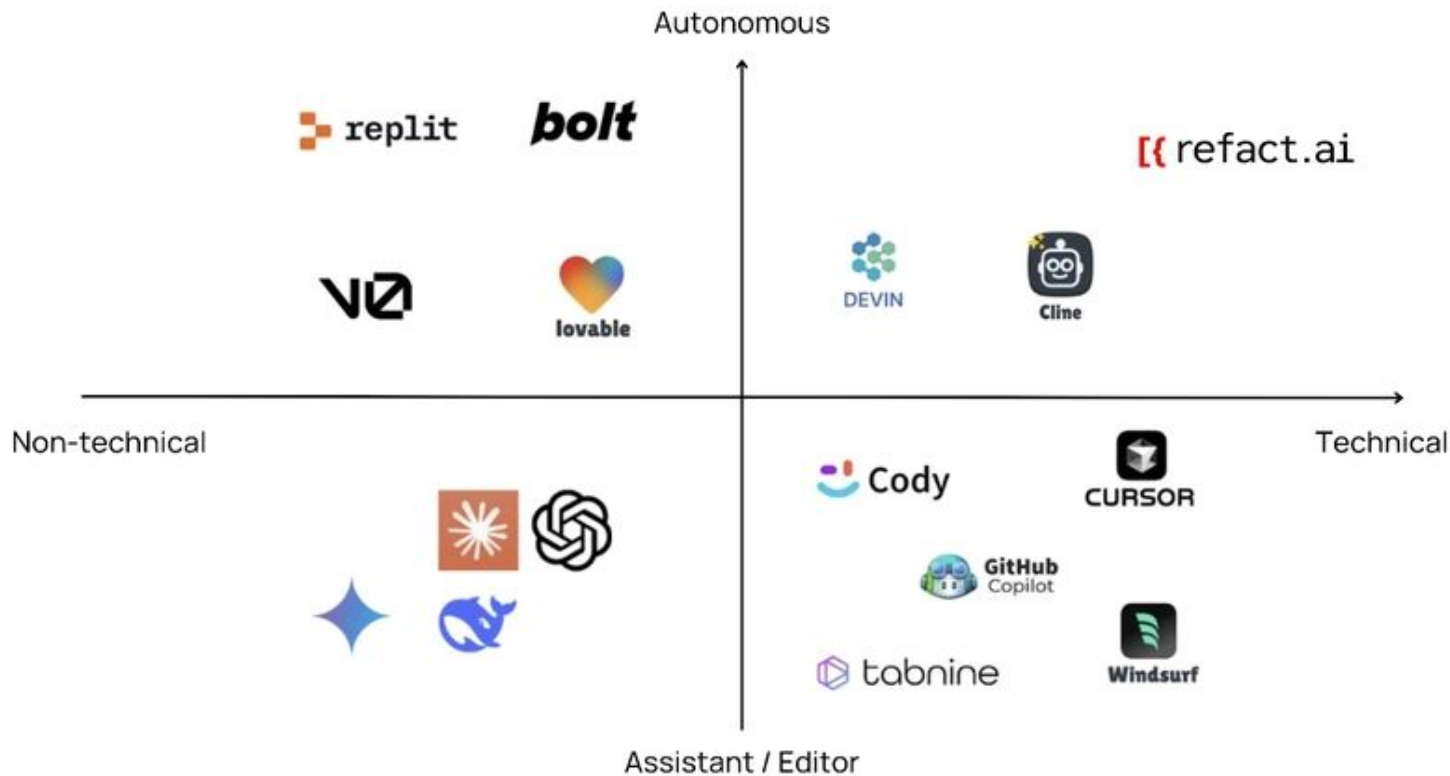 Autonomous
replit
bolt
[{ refact.ai
v0
lovable
DEVIN
Cline
Non-technical
Technical
Cody
CURSOR
GitHub
Copilot
tabnine
Windsurf
Assistant / Editor